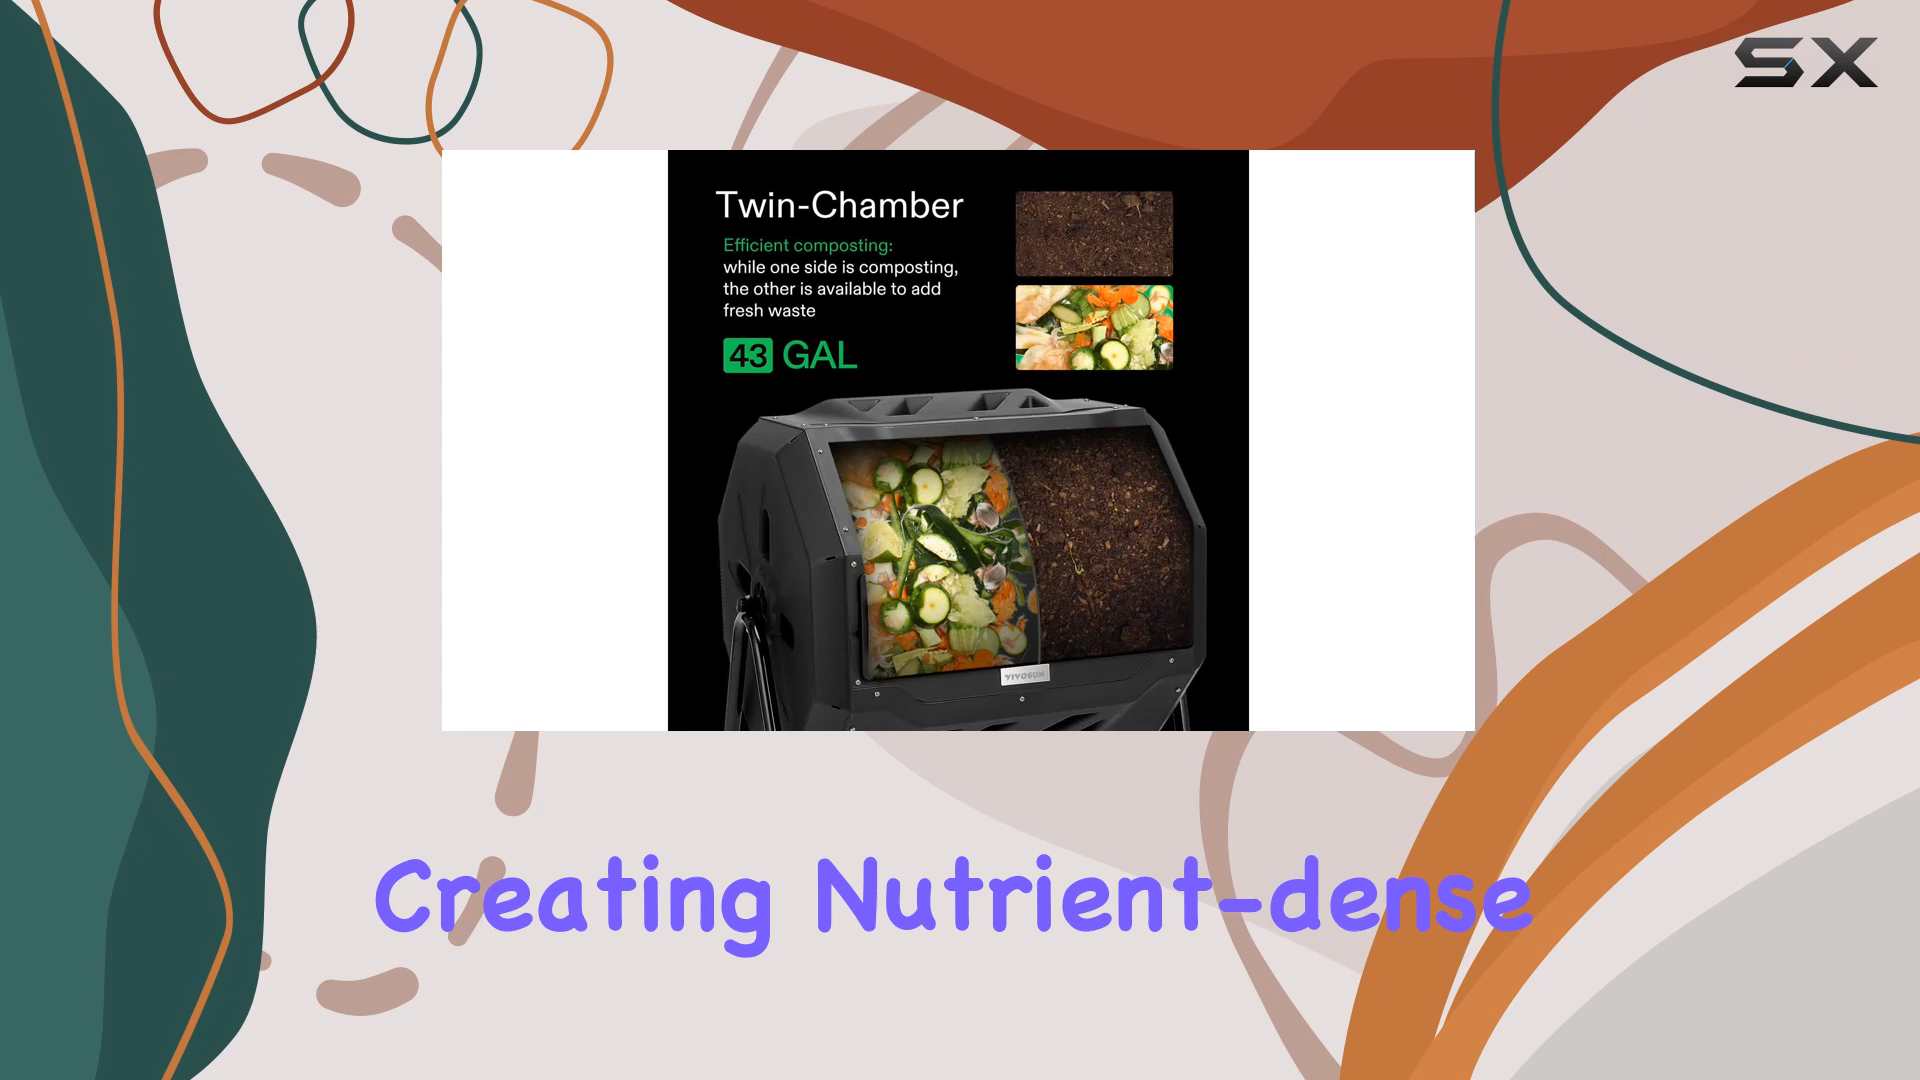 SX
Twin-Chamber
Efficient composting:
while one side is composting,
the other is available to add
fresh waste
43 GAL
VIVOSUN
Creating Nutrient-dense